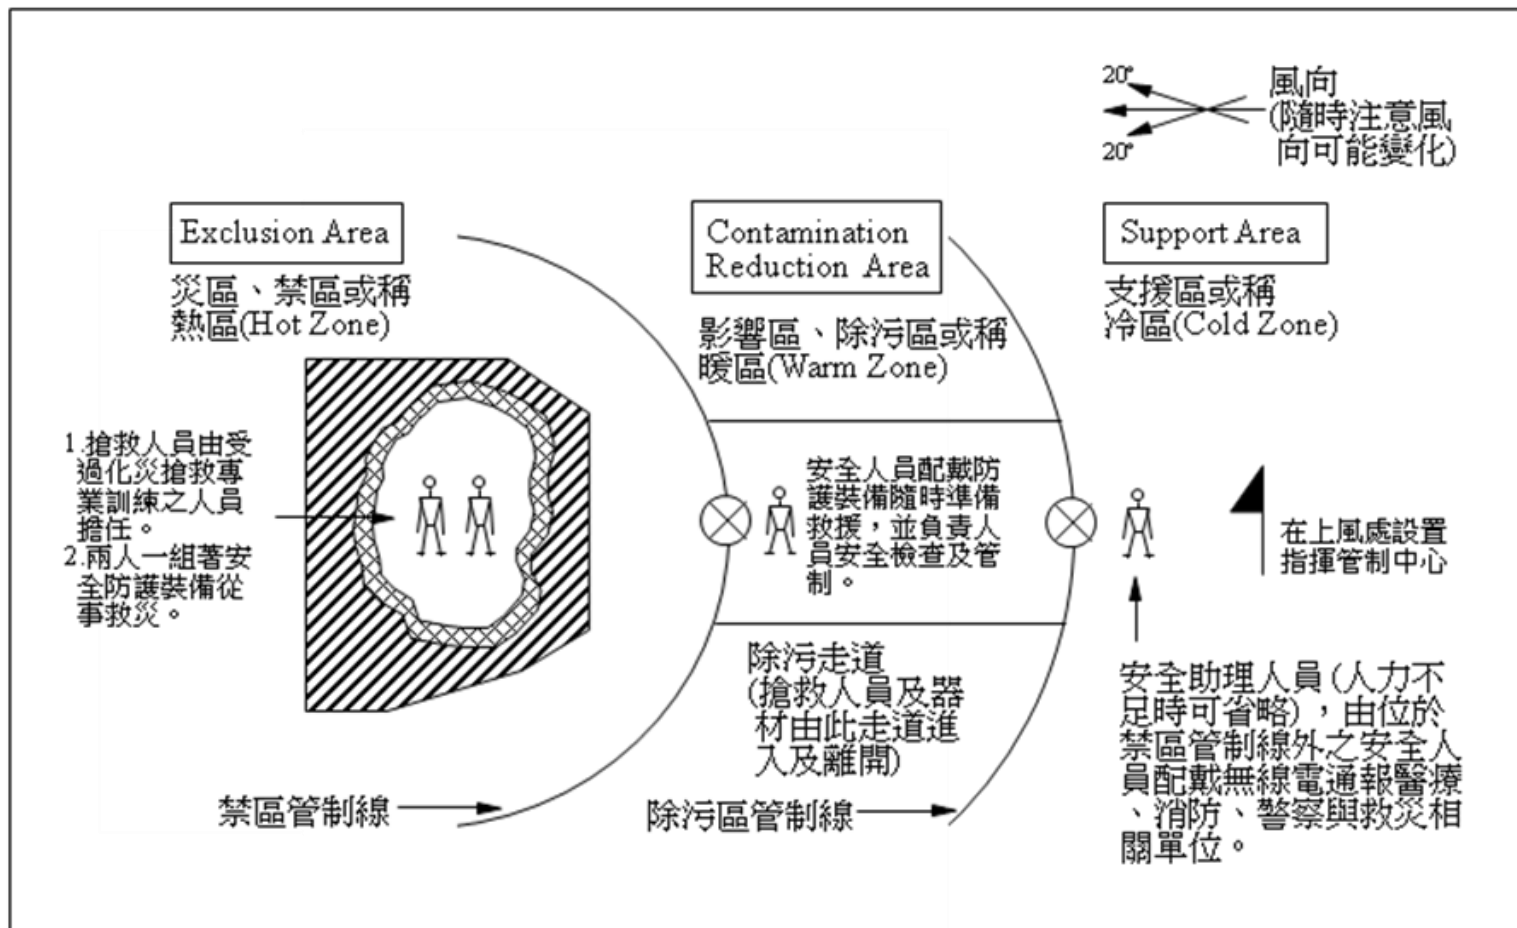 20°
20°
風向
(隨時注意風
向可能變化)
Exclusion Area
災區、禁區或稱
熱區(Hot Zone)
Contamination
Reduction Area
影響區、除污區或稱
暖區(Warm Zone)
Support Area
支援區或稱
冷區(Cold Zone)
1.搶救人員由受
過化災搶救專
業訓練之人員
擔任。
2.兩人一組著安
全防護裝備從
事救災。
安全人員配戴防
護裝備隨時準備
救援，並負責人
員安全檢查及管
制。
在上風處設置
指揮管制中心
除污走道
(搶救人員及器
材由此走道進
入及離開)
安全助理人員(人力不
足時可省略)，由位於
禁區管制線外之安全人
員配戴無線電通報醫療
、消防、警察與救災相
關單位。
禁區管制線
除污區管制線